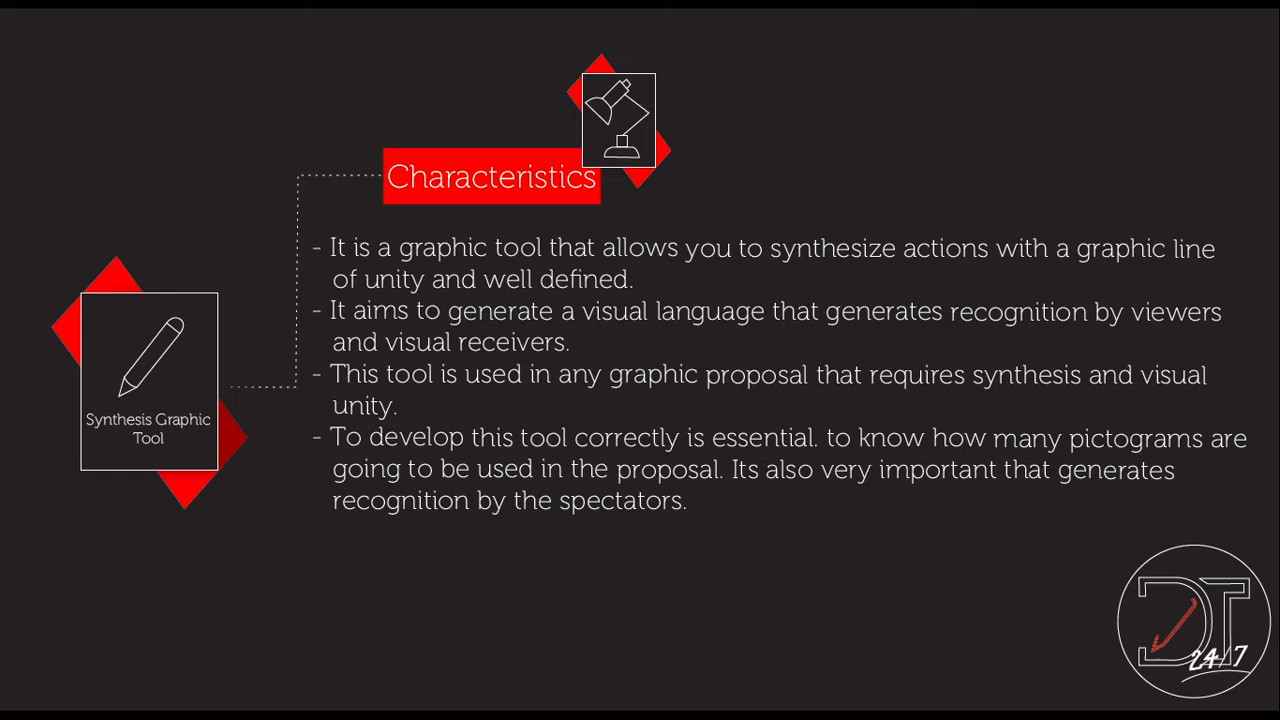 Characteristics
- It is a graphic tool that allows you to synthesize actions with a graphic line
of unity and well defined.
- It aims to generate a visual language that generates recognition by viewers
and visual receivers.
- This tool is used in any graphic proposal that requires synthesis and visual
unity.
- To develop this tool correctly is essential. to know how many pictograms are
going to be used in the proposal. Its also very important that generates
recognition by the spectators.
Synthesis Graphic
Tool
DT
24/7